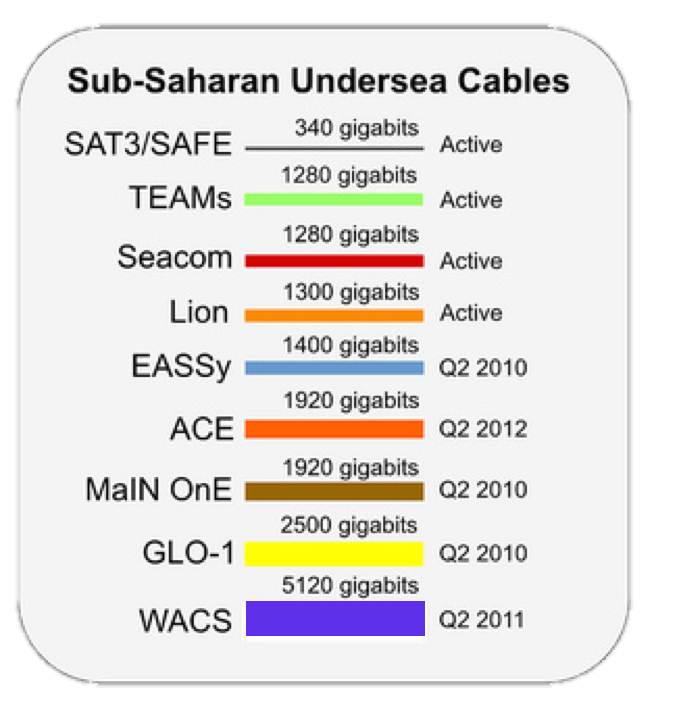 Sub-Saharan Undersea Cables
SAT3/SAFE 340 gigabits Active
TEAMs 1280 gigabits Active
Seacom 1280 gigabits Active
Lion 1300 gigabits Active
EASSy 1400 gigabits Q2 2010
ACE 1920 gigabits Q2 2012
MaIN OnE 1920 gigabits Q2 2010
GLO-1 2500 gigabits Q2 2010
WACS 5120 gigabits Q2 2011